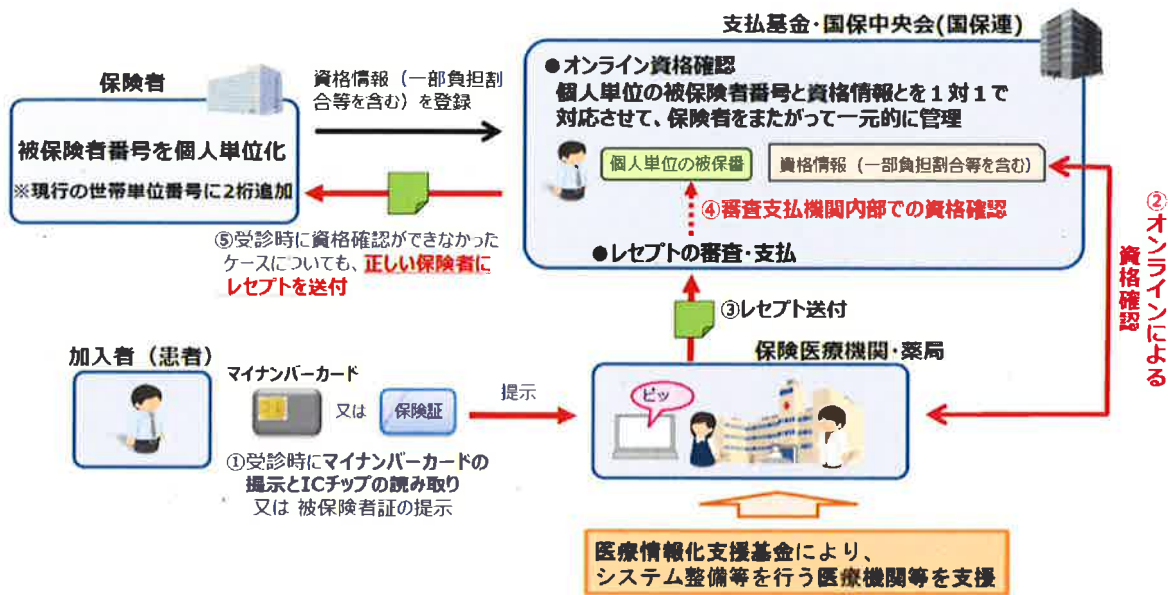 支払基金・国保中央会(国保連)
●オンライン資格確認
個人単位の被保険者番号と資格情報とを1対1で
対応させて、保険者をまたがって一元的に管理
個人単位の被保番
資格情報（一部負担割合等を含む）
④審査支払機関内部での資格確認
●レセプトの審査・支払
保険者
被保険者番号を個人単位化
※現行の世帯単位番号に2桁追加
資格情報（一部負担割
合等を含む）を登録
⑤受診時に資格確認ができなかった
ケースについても、正しい保険者に
レセプトを送付
②オンラインによる
資格確認
③レセプト送付
加入者（患者）
マイナンバーカード
又は
保険証
提示
①受診時にマイナンバーカードの
提示とICチップの読み取り
又は 被保険者証の提示
保険医療機関・薬局
ピッ
医療情報化支援基金により、
システム整備等を行う医療機関等を支援